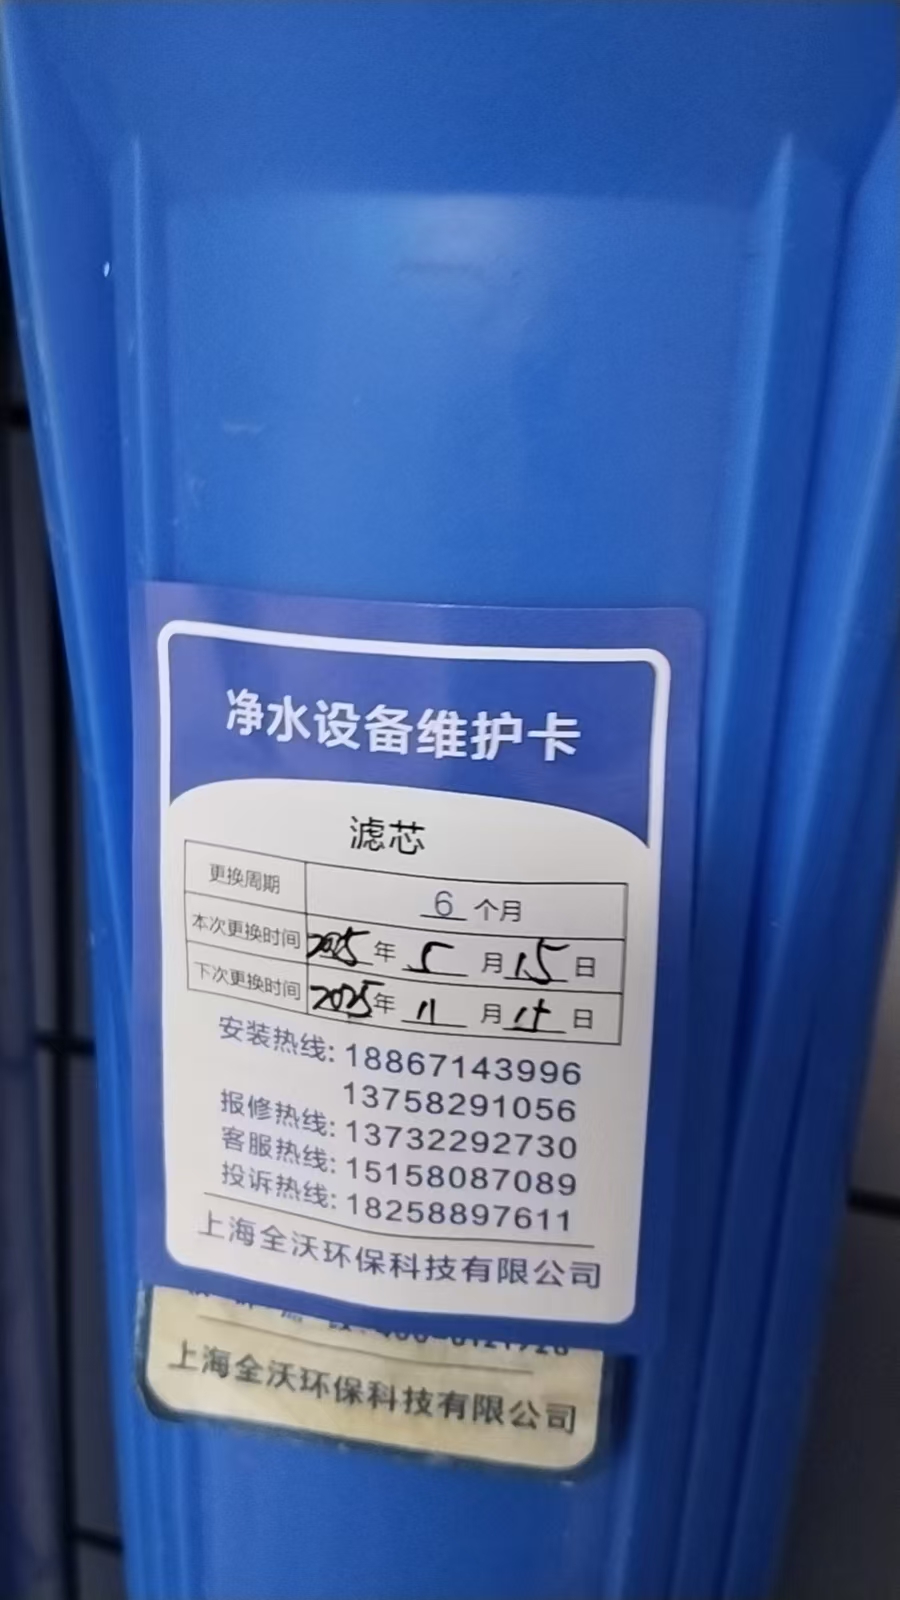 净水设备维护卡
滤芯
更换周期 6 个月
本次更换时间 2025年 5 月 15 日
下次更换时间 2025年 11 月 15 日
安装热线: 18867143996
13758291056
报修热线: 13732292730
客服热线: 15158087089
投诉热线: 18258897611
上海全沃环保科技有限公司
上海全沃环保科技有限公司